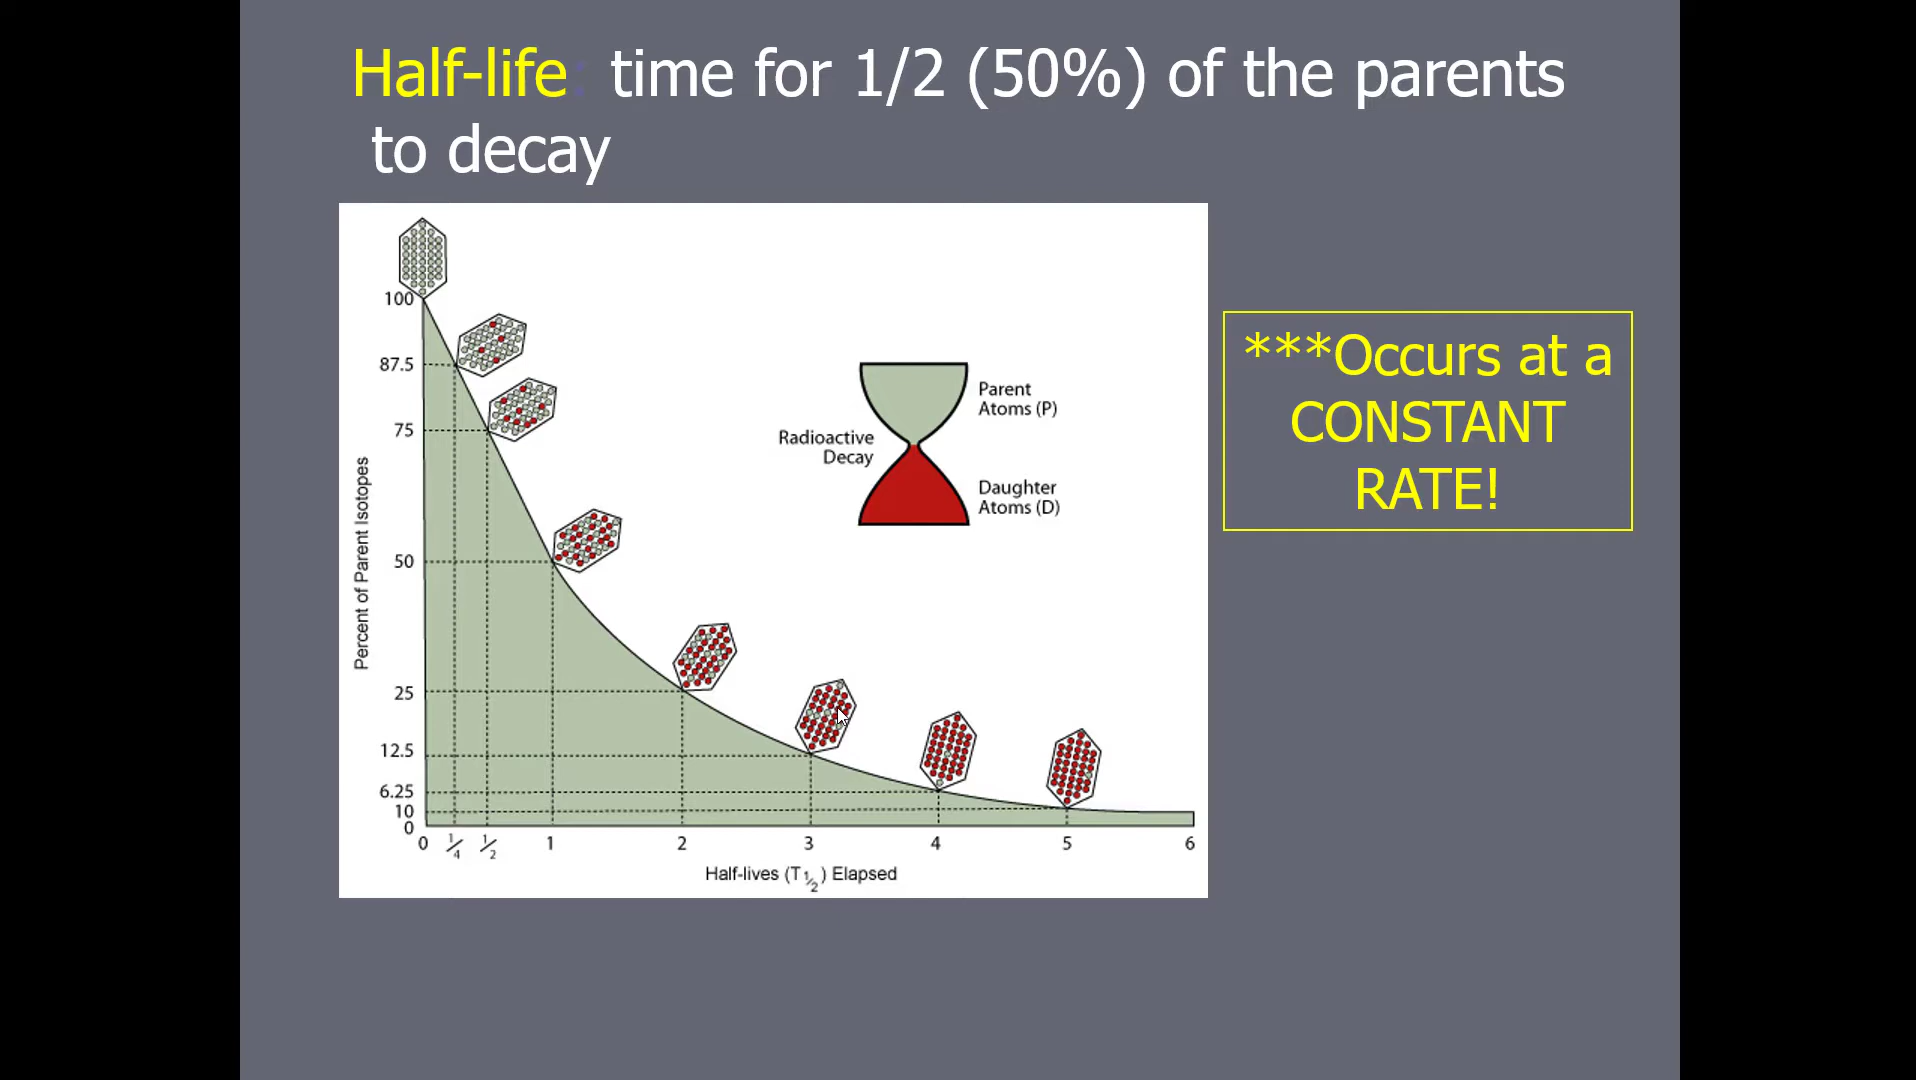 Half-life: time for 1/2 (50%) of the parents
to decay
100
87.5
75
50
25
12.5
6.25
10
0
Percent of Parent Isotopes
0 1/4 1/2 1 2 3 4 5 6
Half-lives (T 1/2) Elapsed
Parent
Atoms (P)
Radioactive
Decay
Daughter
Atoms (D)
***Occurs at a
CONSTANT
RATE!